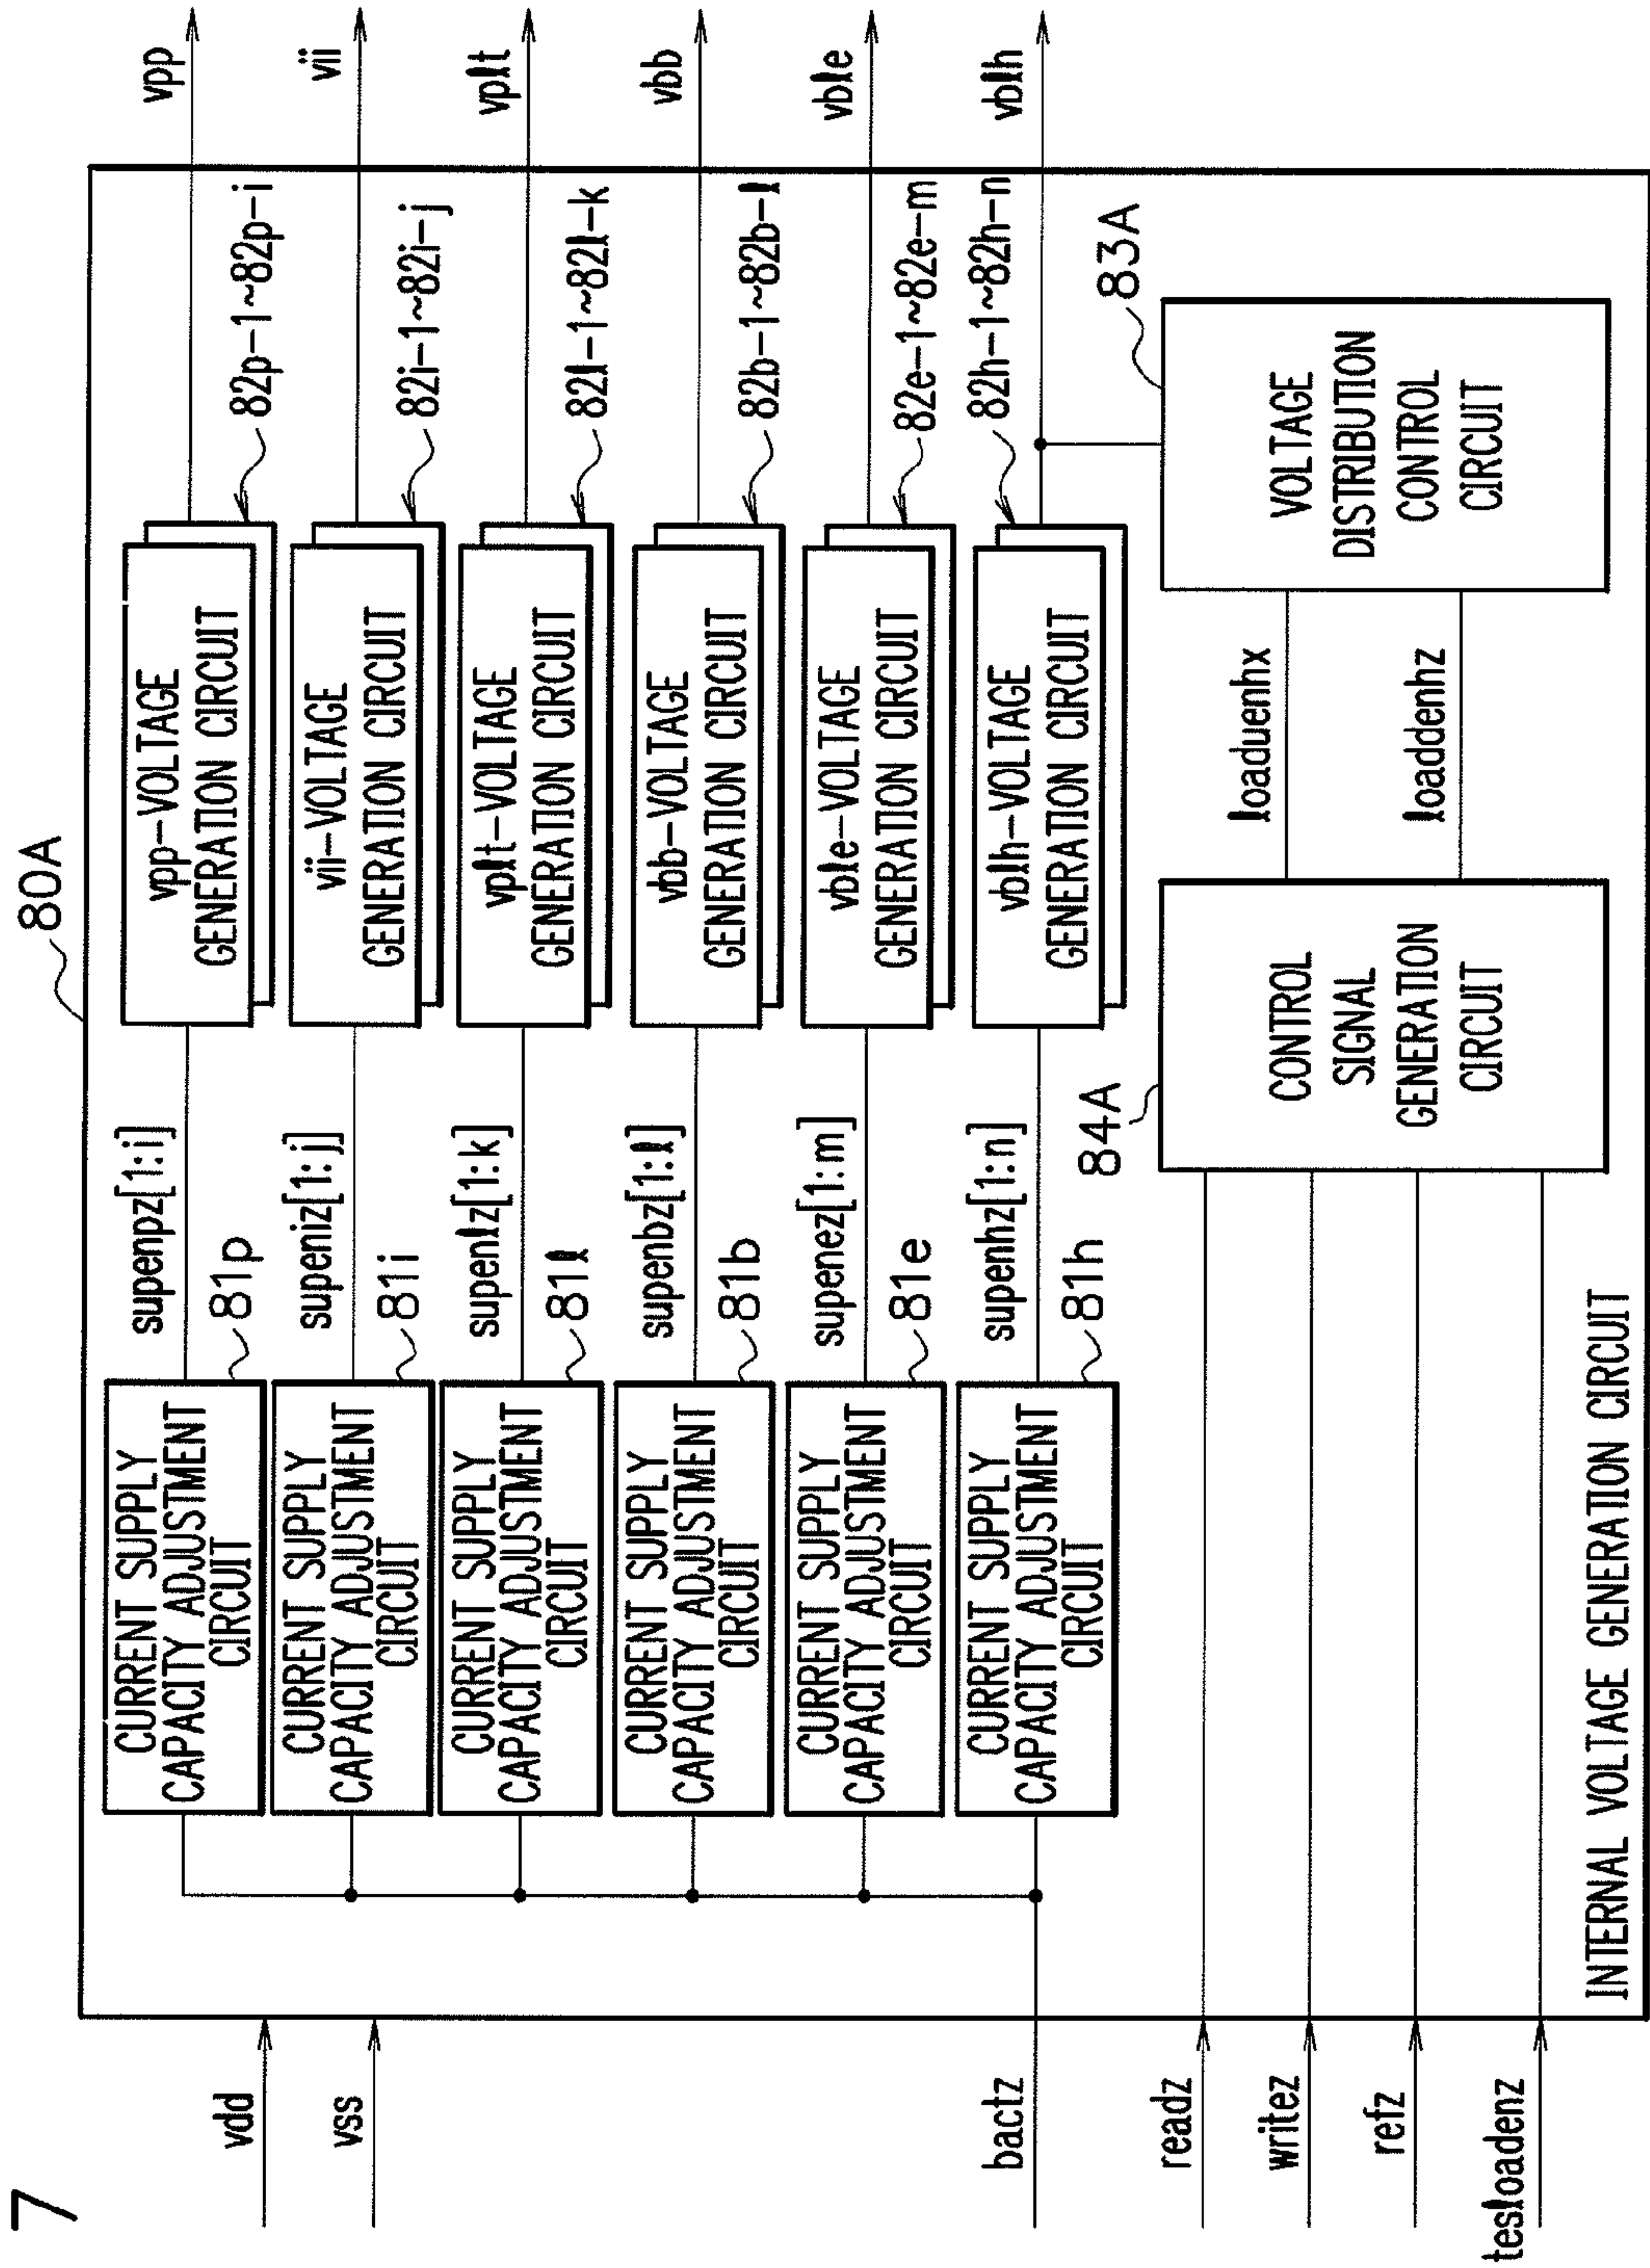 7
80A
vdd
vss
bactz
readz
writez
refz
tesloadenz
CURRENT SUPPLY
CAPACITY ADJUSTMENT
CIRCUIT
81p
supenpz[1:i]
vpp-VOLTAGE
GENERATION CIRCUIT
82p-1~82p-i
vpp
CURRENT SUPPLY
CAPACITY ADJUSTMENT
CIRCUIT
81i
supeniz[1:j]
vii-VOLTAGE
GENERATION CIRCUIT
82i-1~82i-j
vii
CURRENT SUPPLY
CAPACITY ADJUSTMENT
CIRCUIT
81l
supenlz[1:k]
vplt-VOLTAGE
GENERATION CIRCUIT
82l-1~82l-k
vplt
CURRENT SUPPLY
CAPACITY ADJUSTMENT
CIRCUIT
81b
supenbz[1:l]
vbb-VOLTAGE
GENERATION CIRCUIT
82b-1~82b-l
vbb
CURRENT SUPPLY
CAPACITY ADJUSTMENT
CIRCUIT
81e
supenez[1:m]
vble-VOLTAGE
GENERATION CIRCUIT
82e-1~82e-m
vble
CURRENT SUPPLY
CAPACITY ADJUSTMENT
CIRCUIT
81h
supenhz[1:n]
vblh-VOLTAGE
GENERATION CIRCUIT
82h-1~82h-n
vblh
84A
CONTROL
SIGNAL
GENERATION
CIRCUIT
loaduenhx
loaddenhz
83A
VOLTAGE
DISTRIBUTION
CONTROL
CIRCUIT
INTERNAL VOLTAGE GENERATION CIRCUIT